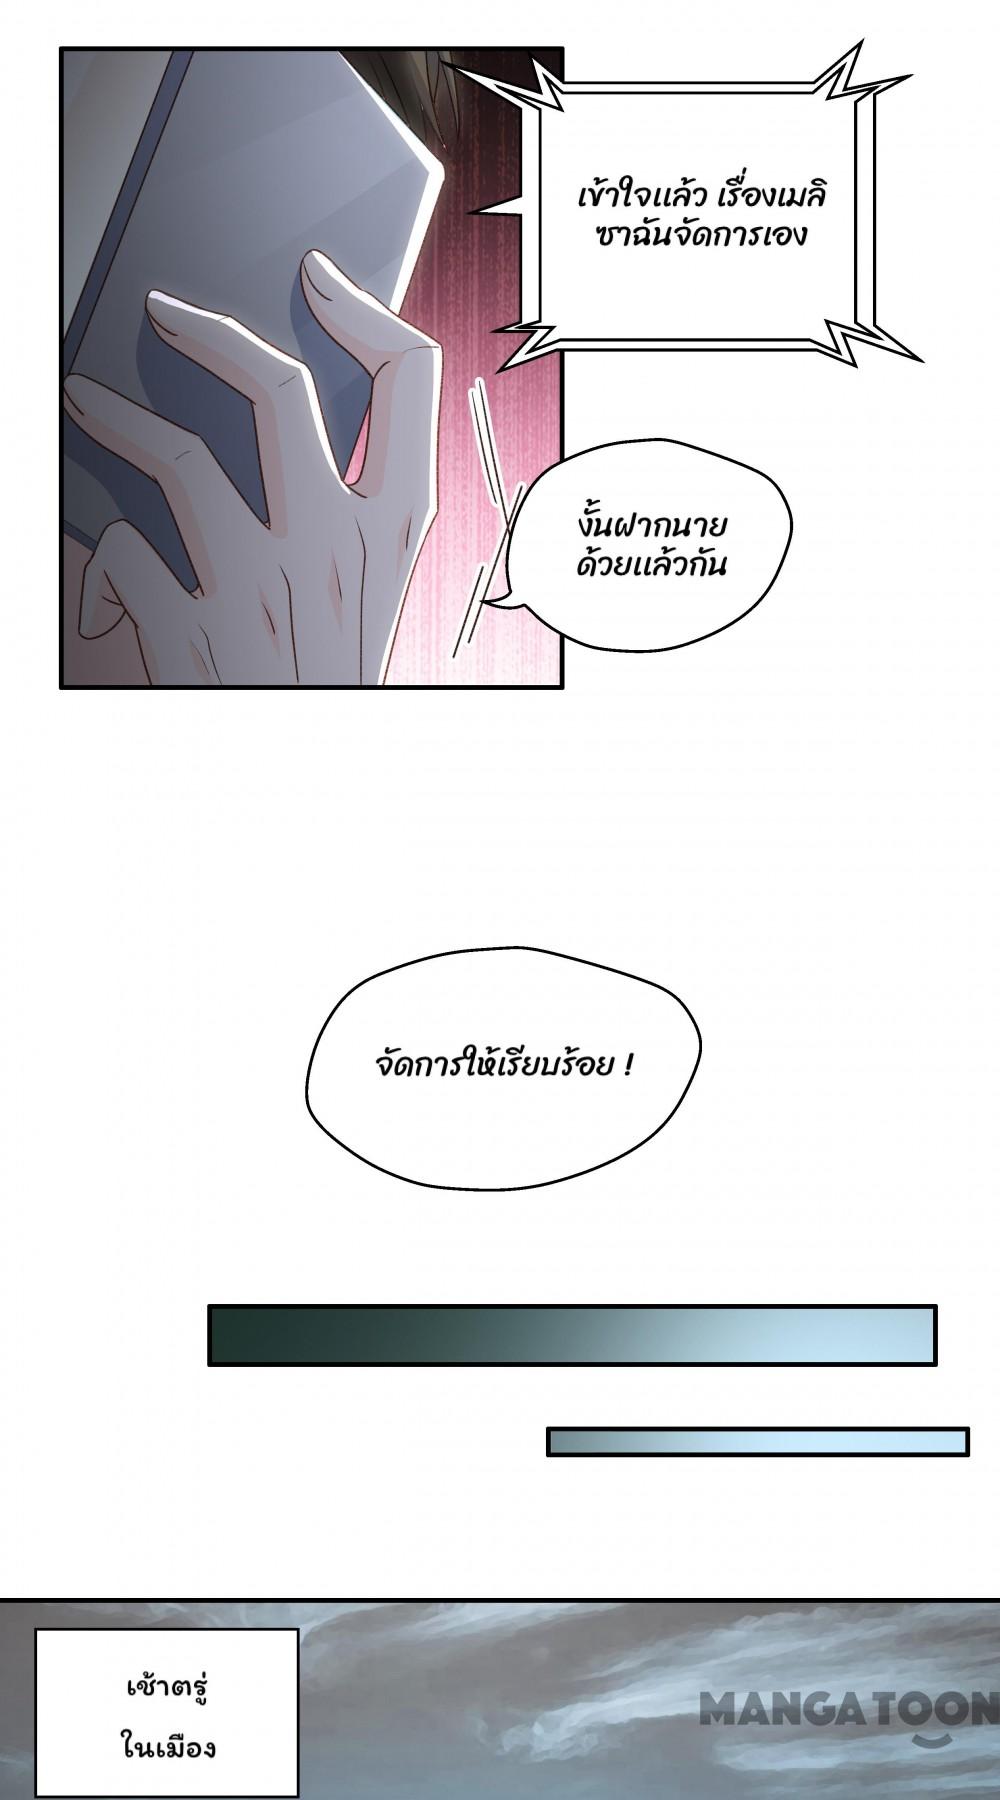 เข้าใจแล้ว เรื่องเมลิ
ซาฉันจัดการเอง
งั้นฝากนาย
ด้วยแล้วกัน
จัดการให้เรียบร้อย !
เช้าตรู่
ในเมือง
MANGATOON